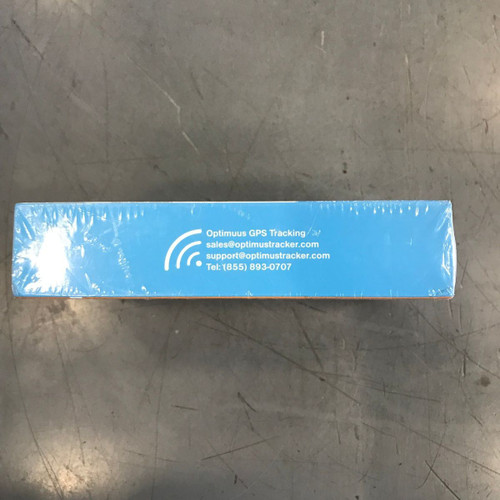 Optimuus GPS Tracking
sales@optimustracker.com
support@optimustracker.com
Tel: (855) 893-0707